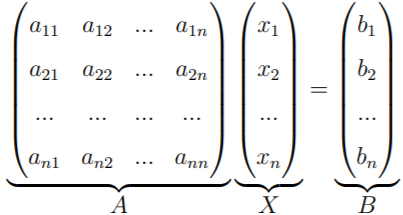 a11 a12 ... a1n x1 b1
a21 a22 ... a2n x2 = b2
... ... ... ... ... ...
an1 an2 ... ann xn bn
A X B